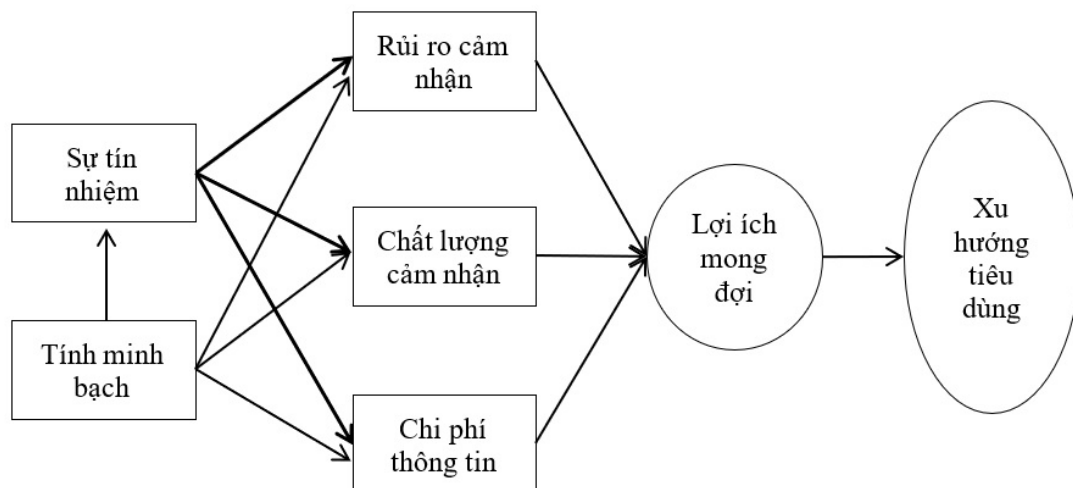 Rủi ro cảm
nhận
Sự tín
nhiệm
Chất lượng
cảm nhận
Lợi ích
mong
đợi
Xu
hướng
tiêu
dùng
Tính minh
bạch
Chi phí
thông tin